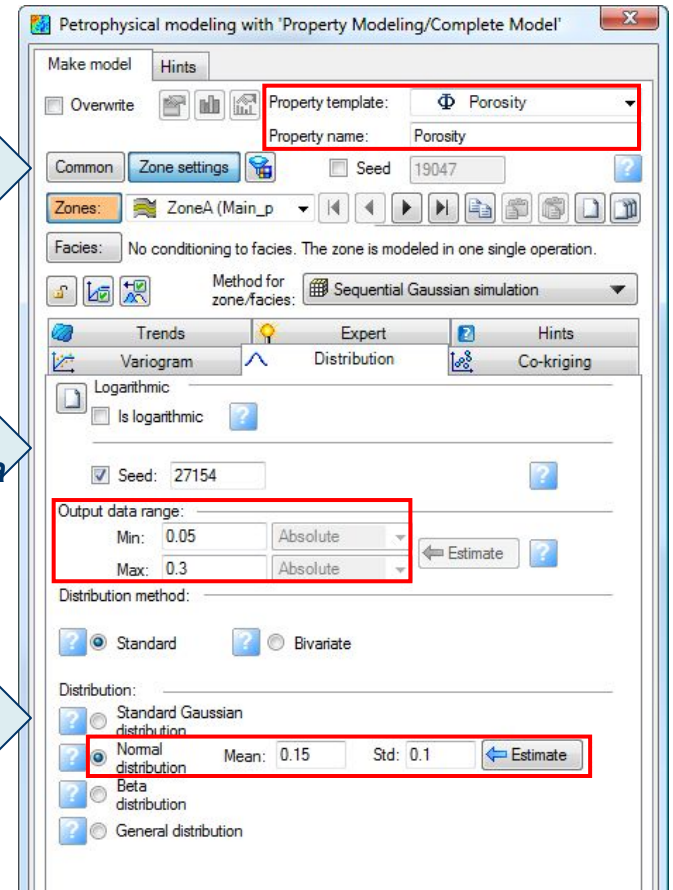 Petrophysical modeling with 'Property Modeling/Complete Model'
Make model Hints
Overwrite Property template: Φ Porosity
Property name: Porosity
Common Zone settings Seed 19047
Zones: ZoneA (Main_p
Facies: No conditioning to facies. The zone is modeled in one single operation.
Method for zone/facies: Sequential Gaussian simulation
Trends Expert Hints
Variogram Distribution Co-kriging
Logarithmic
Is logarithmic
Seed: 27154
Output data range:
Min: 0.05 Absolute
Estimate
Max: 0.3 Absolute
Distribution method:
Standard Bivariate
Distribution:
Standard Gaussian
distribution
Normal
distribution Mean: 0.15 Std: 0.1 Estimate
Beta
distribution
General distribution